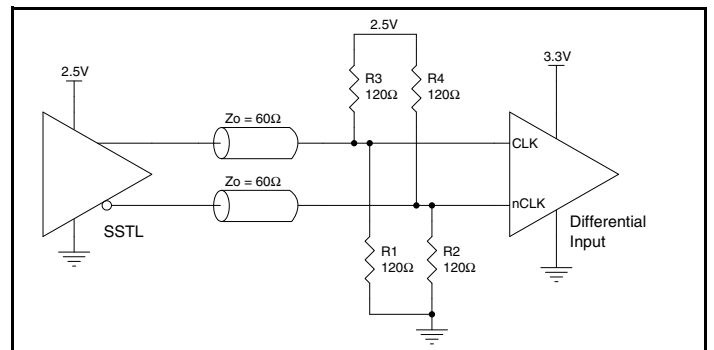 2.5V
2.5V
3.3V
R3
120Ω
R4
120Ω
Zo = 60Ω
CLK
Zo = 60Ω
nCLK
SSTL
Differential
Input
R1
120Ω
R2
120Ω